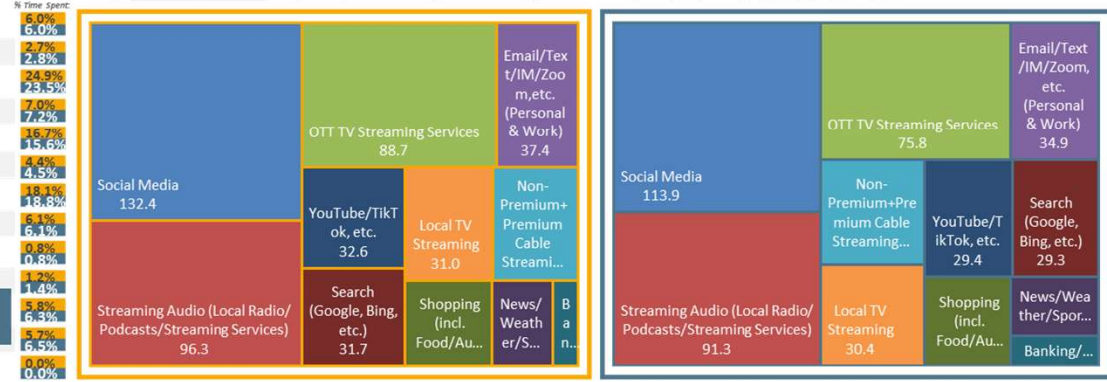 % Time Spent:
6.0%
6.0%
2.7%
2.8%
24.9%
23.5%
7.0%
7.2%
16.7%
15.6%
4.4%
4.5%
18.1%
18.8%
6.1%
6.1%
0.8%
0.8%
1.2%
1.4%
5.8%
6.3%
5.7%
6.5%
0.0%
0.0%
Social Media
132.4
Streaming Audio (Local Radio/
Podcasts/Streaming Services)
96.3
OTT TV Streaming Services
88.7
Email/Tex
t/IM/Zoo
m,etc.
(Personal
& Work)
37.4
YouTube/TikT
ok, etc.
32.6
Local TV
Streaming
31.0
Non-
Premium+
Premium
Cable
Streami...
Search
(Google, Bing,
etc.)
31.7
Shopping
(incl.
Food/Au...
News/
Weath
er/S...
B
a
n...
Social Media
113.9
Streaming Audio (Local Radio/
Podcasts/Streaming Services)
91.3
OTT TV Streaming Services
75.8
Email/Text
/IM/Zoom,
etc.
(Personal
& Work)
34.9
Non-
Premium+Pre
mium Cable
Streaming...
YouTube/T
ikTok, etc.
29.4
Search
(Google,
Bing, etc.)
29.3
Local TV
Streaming
30.4
Shopping
(incl.
Food/Au...
News/Wea
ther/Spor...
Banking/...